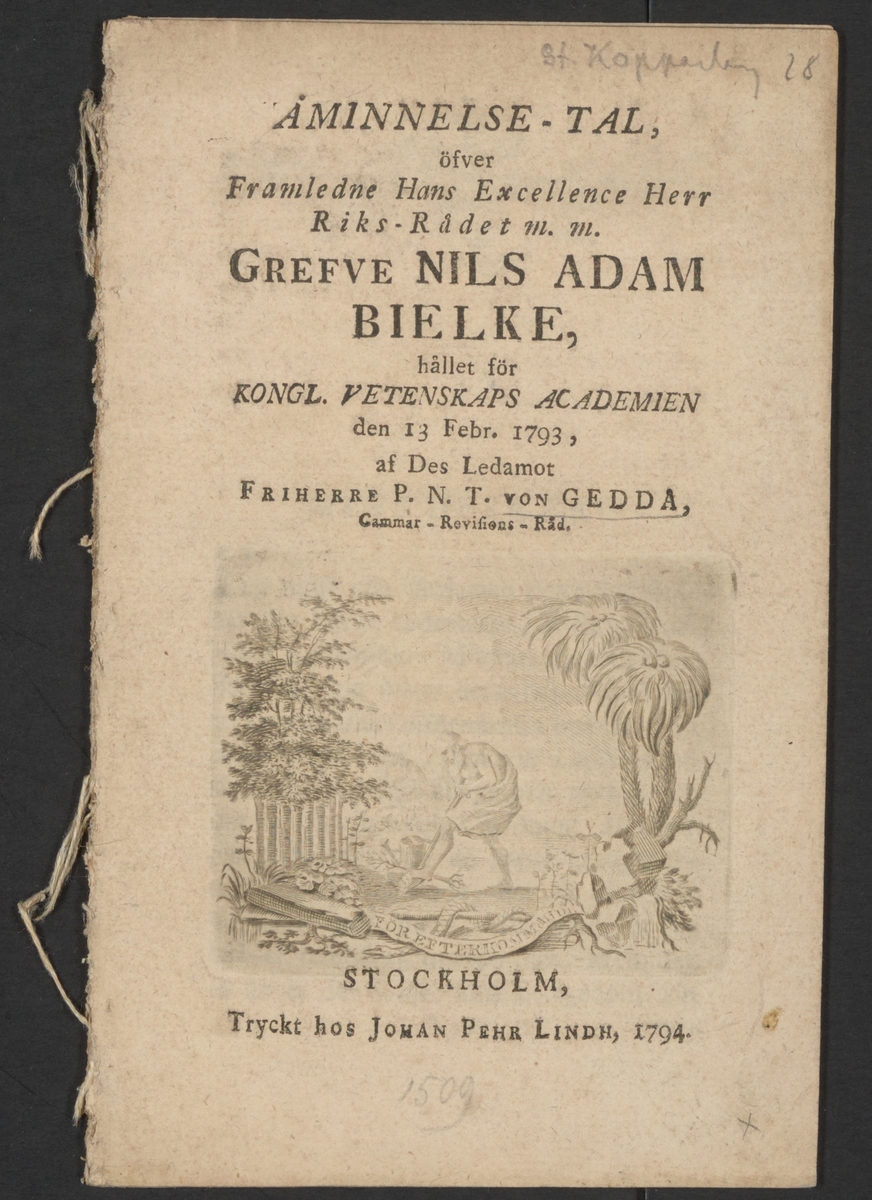 St. Kopparberg 28
ÅMINNELSE-TAL,
öfver
Framledne Hans Excellence Herr
Riks-Rådet m. m.
GREFVE NILS ADAM
BIELKE,
hållet för
KONGL. VETENSKAPS ACADEMIEN
den 13 Febr. 1793,
af Des Ledamot
FRIHERRE P. N. T. VON GEDDA,
Cammar-Reviſions-Råd.
FÖR EFTERKOMMANDE
STOCKHOLM,
Tryckt hos JOHAN PEHR LINDH, 1794.
1509
x